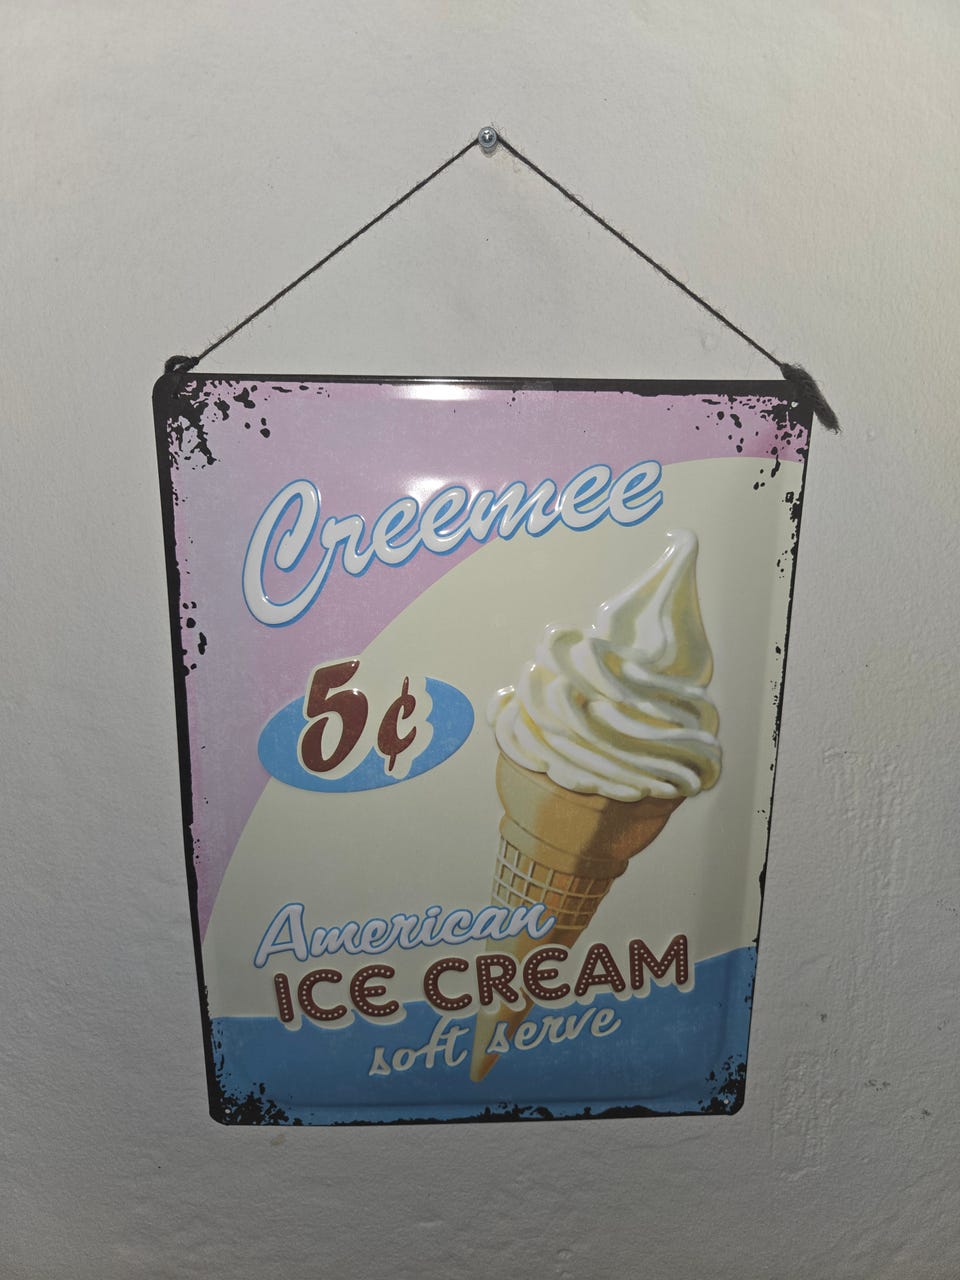 Creemee
5¢
American
ICE CREAM
soft serve